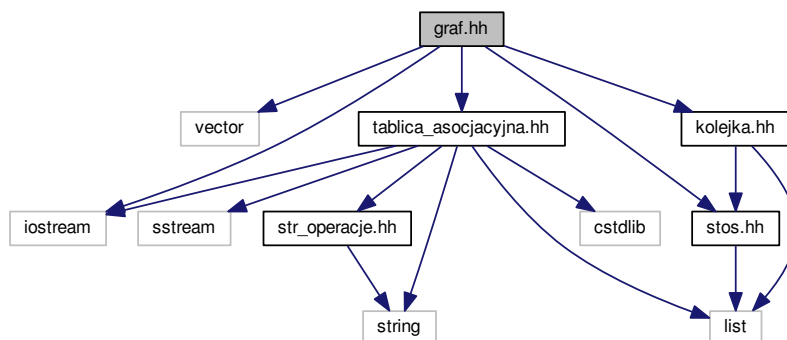 graf.hh
vector
tablica_asocjacyjna.hh
kolejka.hh
iostream
sstream
str_operacje.hh
cstdlib
stos.hh
string
list